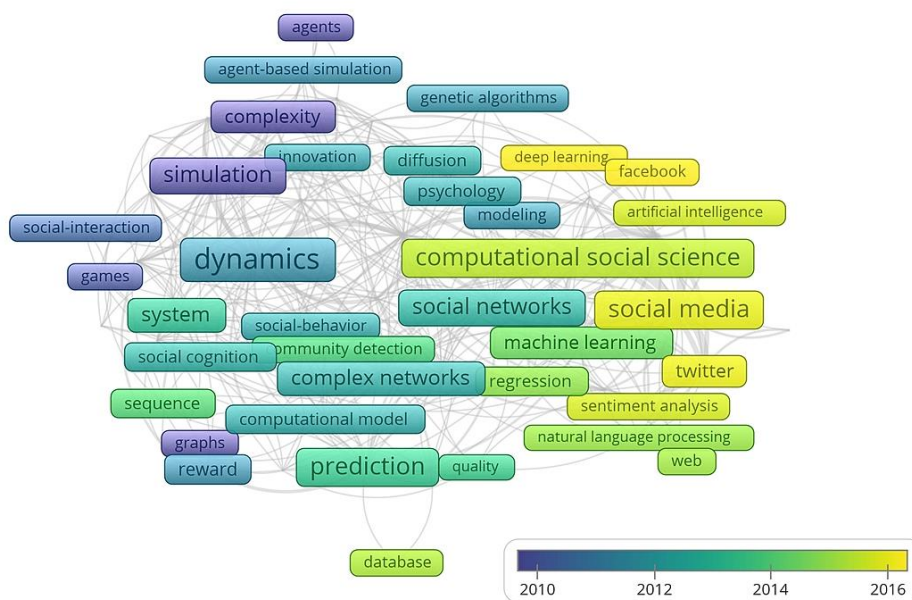 agents
agent-based simulation
genetic algorithms
complexity
innovation
diffusion
deep learning
facebook
simulation
psychology
modeling
artificial intelligence
social-interaction
dynamics
computational social science
games
system
social networks
social media
social-behavior
machine learning
social cognition
ommunity detection
twitter
complex networks
regression
sequence
sentiment analysis
computational model
graphs
natural language processing
reward
prediction
quality
web
database
2010
2012
2014
2016